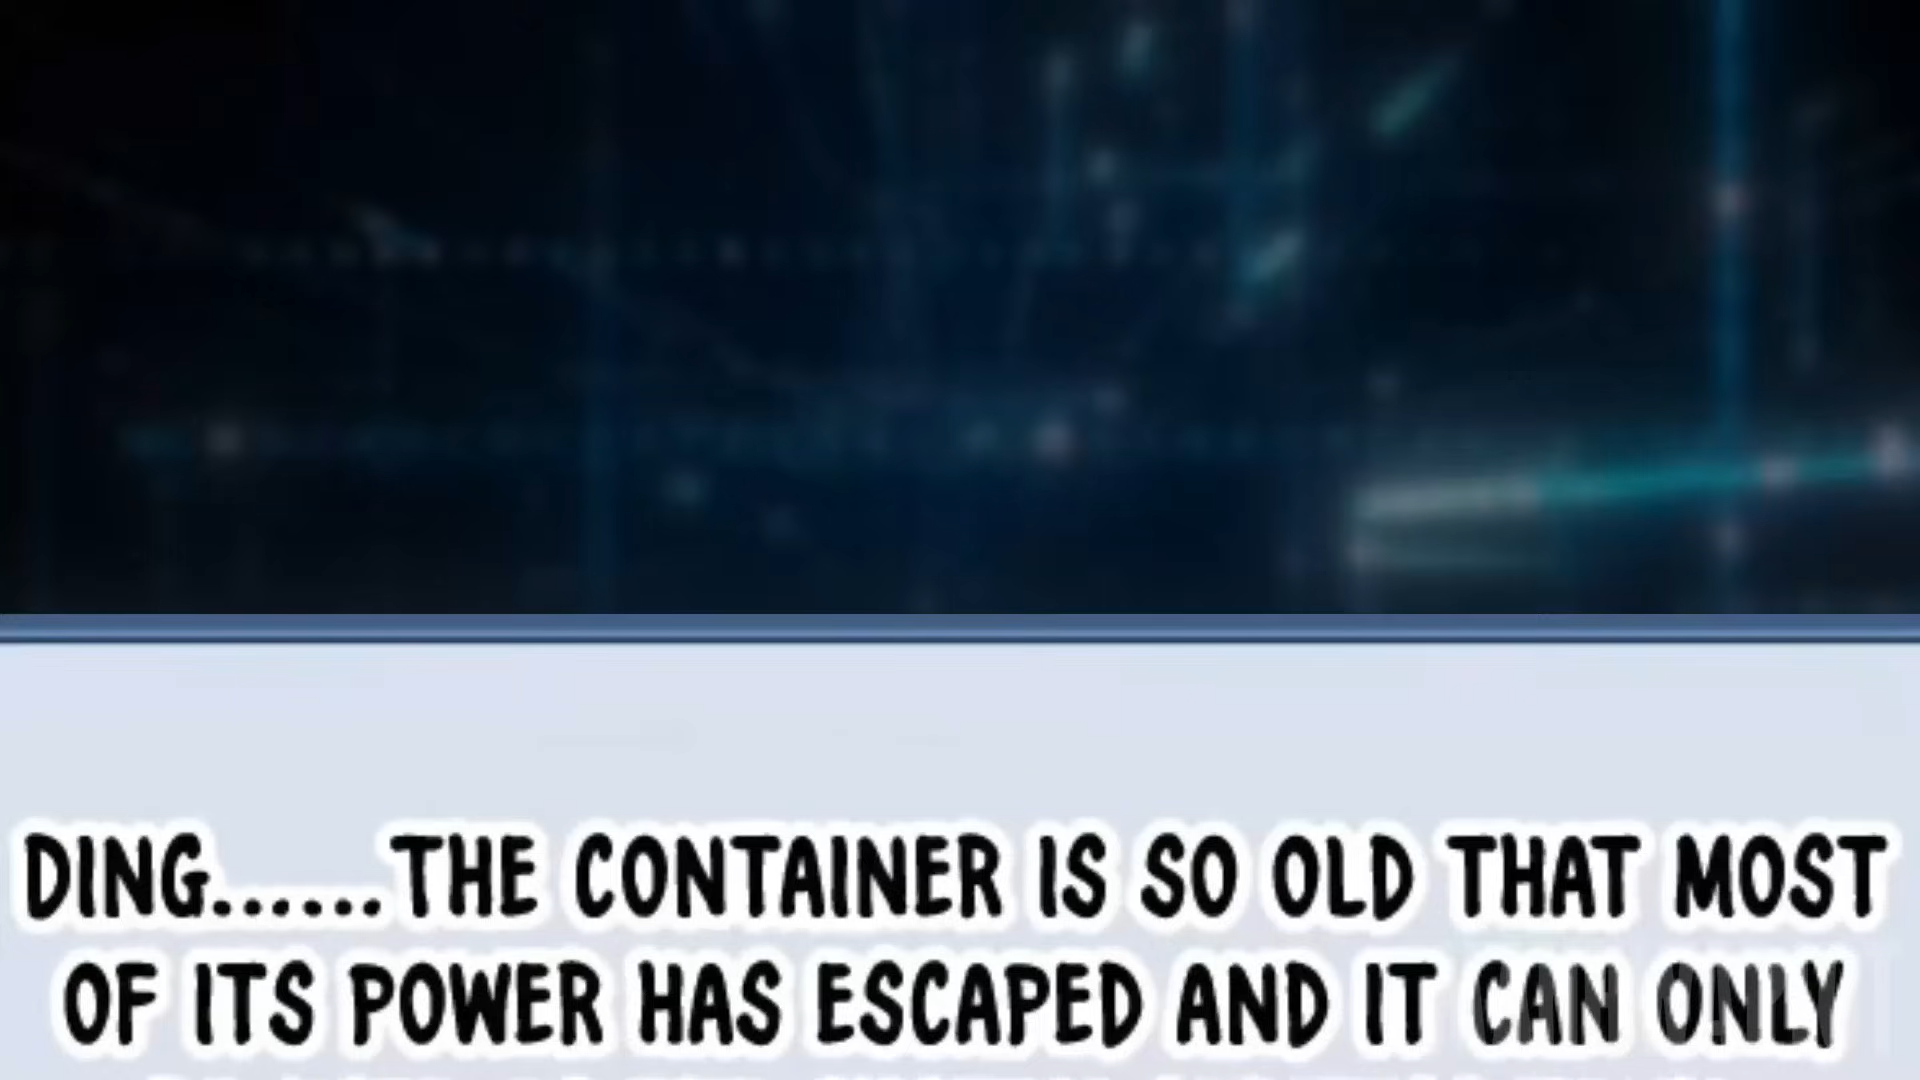 DING......THE CONTAINER IS SO OLD THAT MOST
OF ITS POWER HAS ESCAPED AND IT CAN ONLY